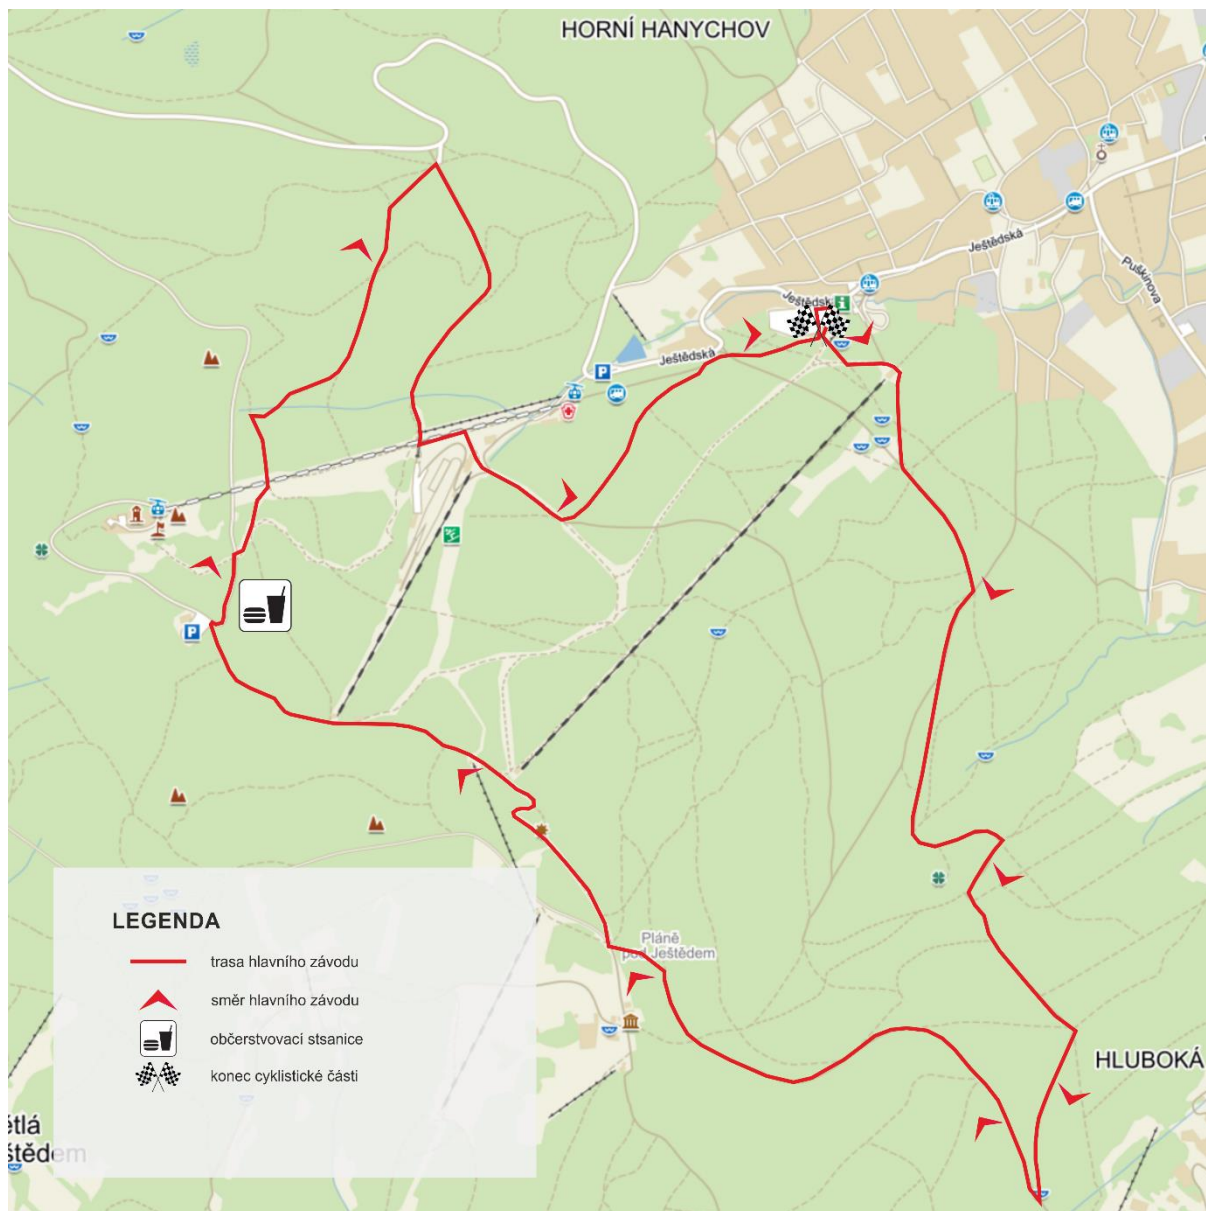 HORNÍ HANYCHOV
Ještědská
Puškinova
Ještědská
Ještědská
Pláně
pod Ještědem
LEGENDA
trasa hlavního závodu
směr hlavního závodu
občerstvovací stsanice
konec cyklistické části
HLUBOKÁ
ětlá
štědem